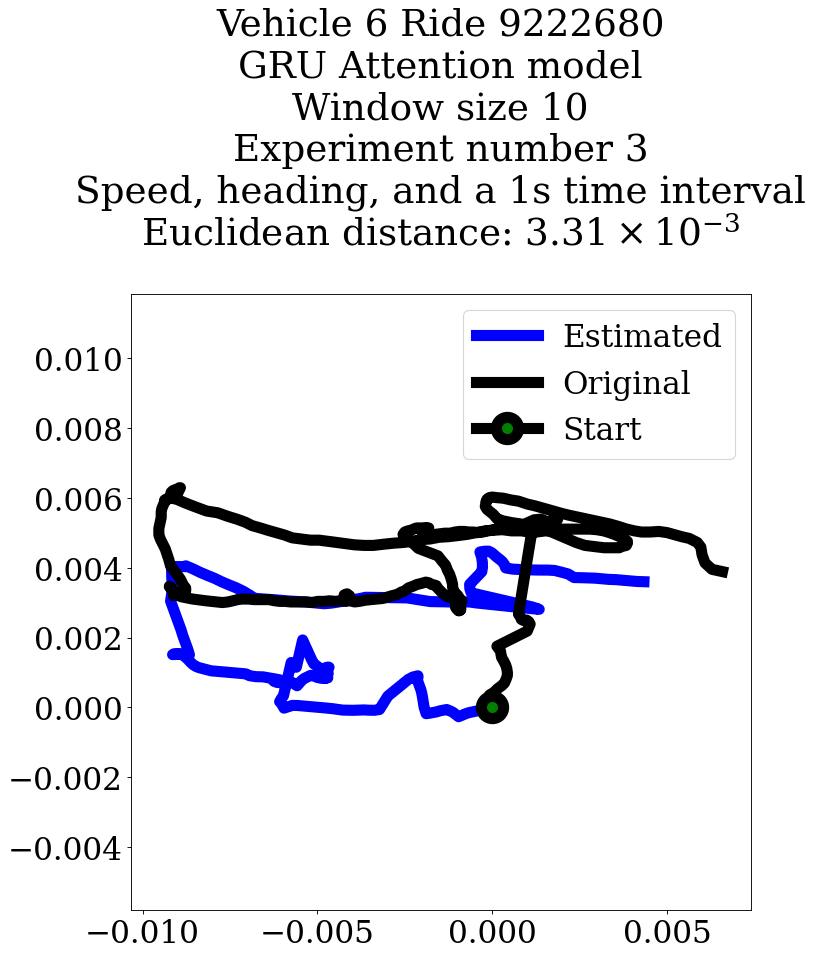 Vehicle 6 Ride 9222680
GRU Attention model
Window size 10
Experiment number 3
Speed, heading, and a 1s time interval
Euclidean distance: 3.31 × 10⁻³
Estimated
Original
Start
0.010
0.008
0.006
0.004
0.002
0.000
−0.002
−0.004
−0.010
−0.005
0.000
0.005